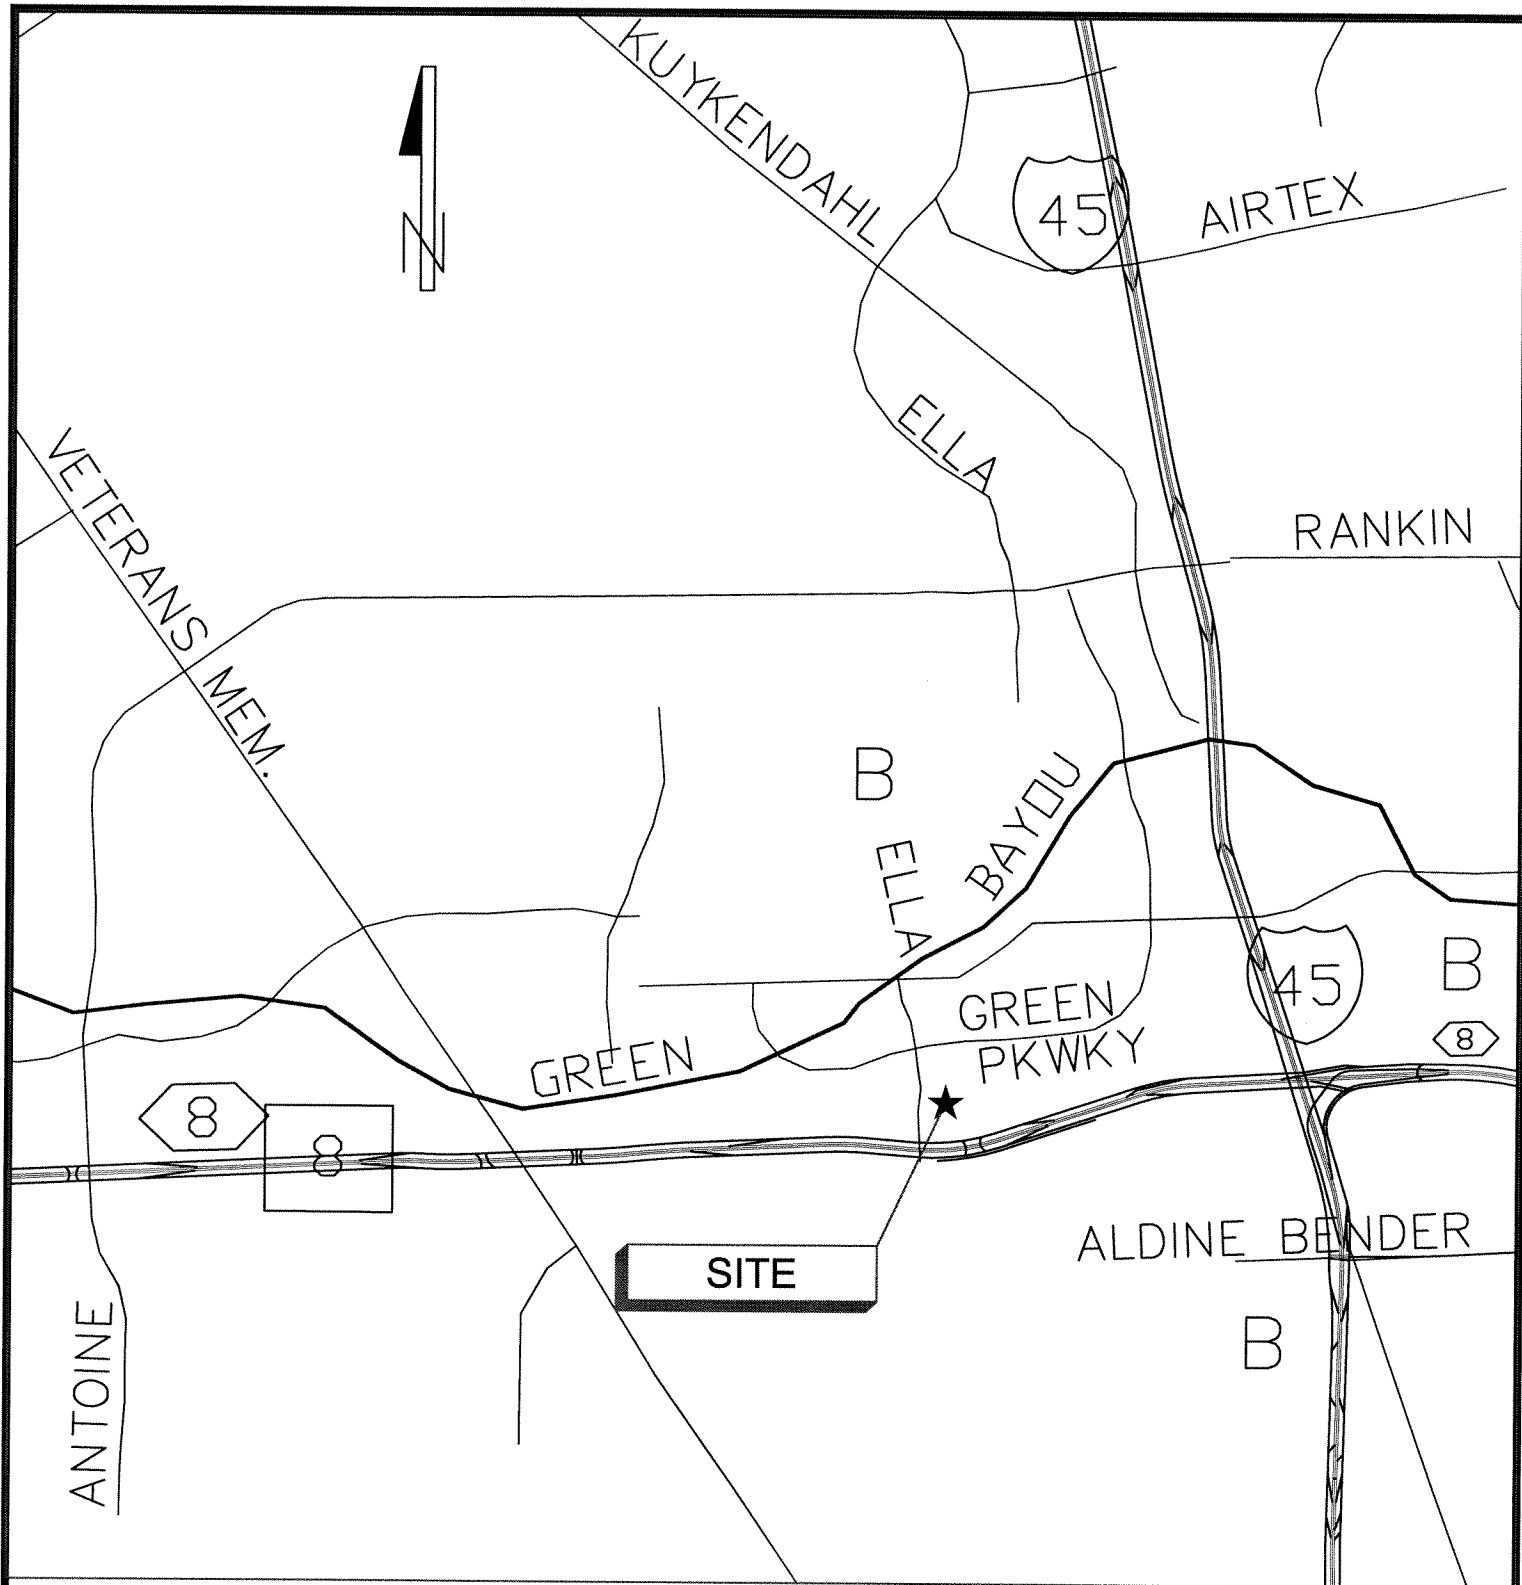 KUYKENDAHL
N
45
AIRTEX
ELLA
VETERANS MEM.
RANKIN
B
ELLA
BAYOU
GREEN
PKWKY
45
B
8
GREEN
8
8
SITE
ALDINE BENDER
B
ANTOINE